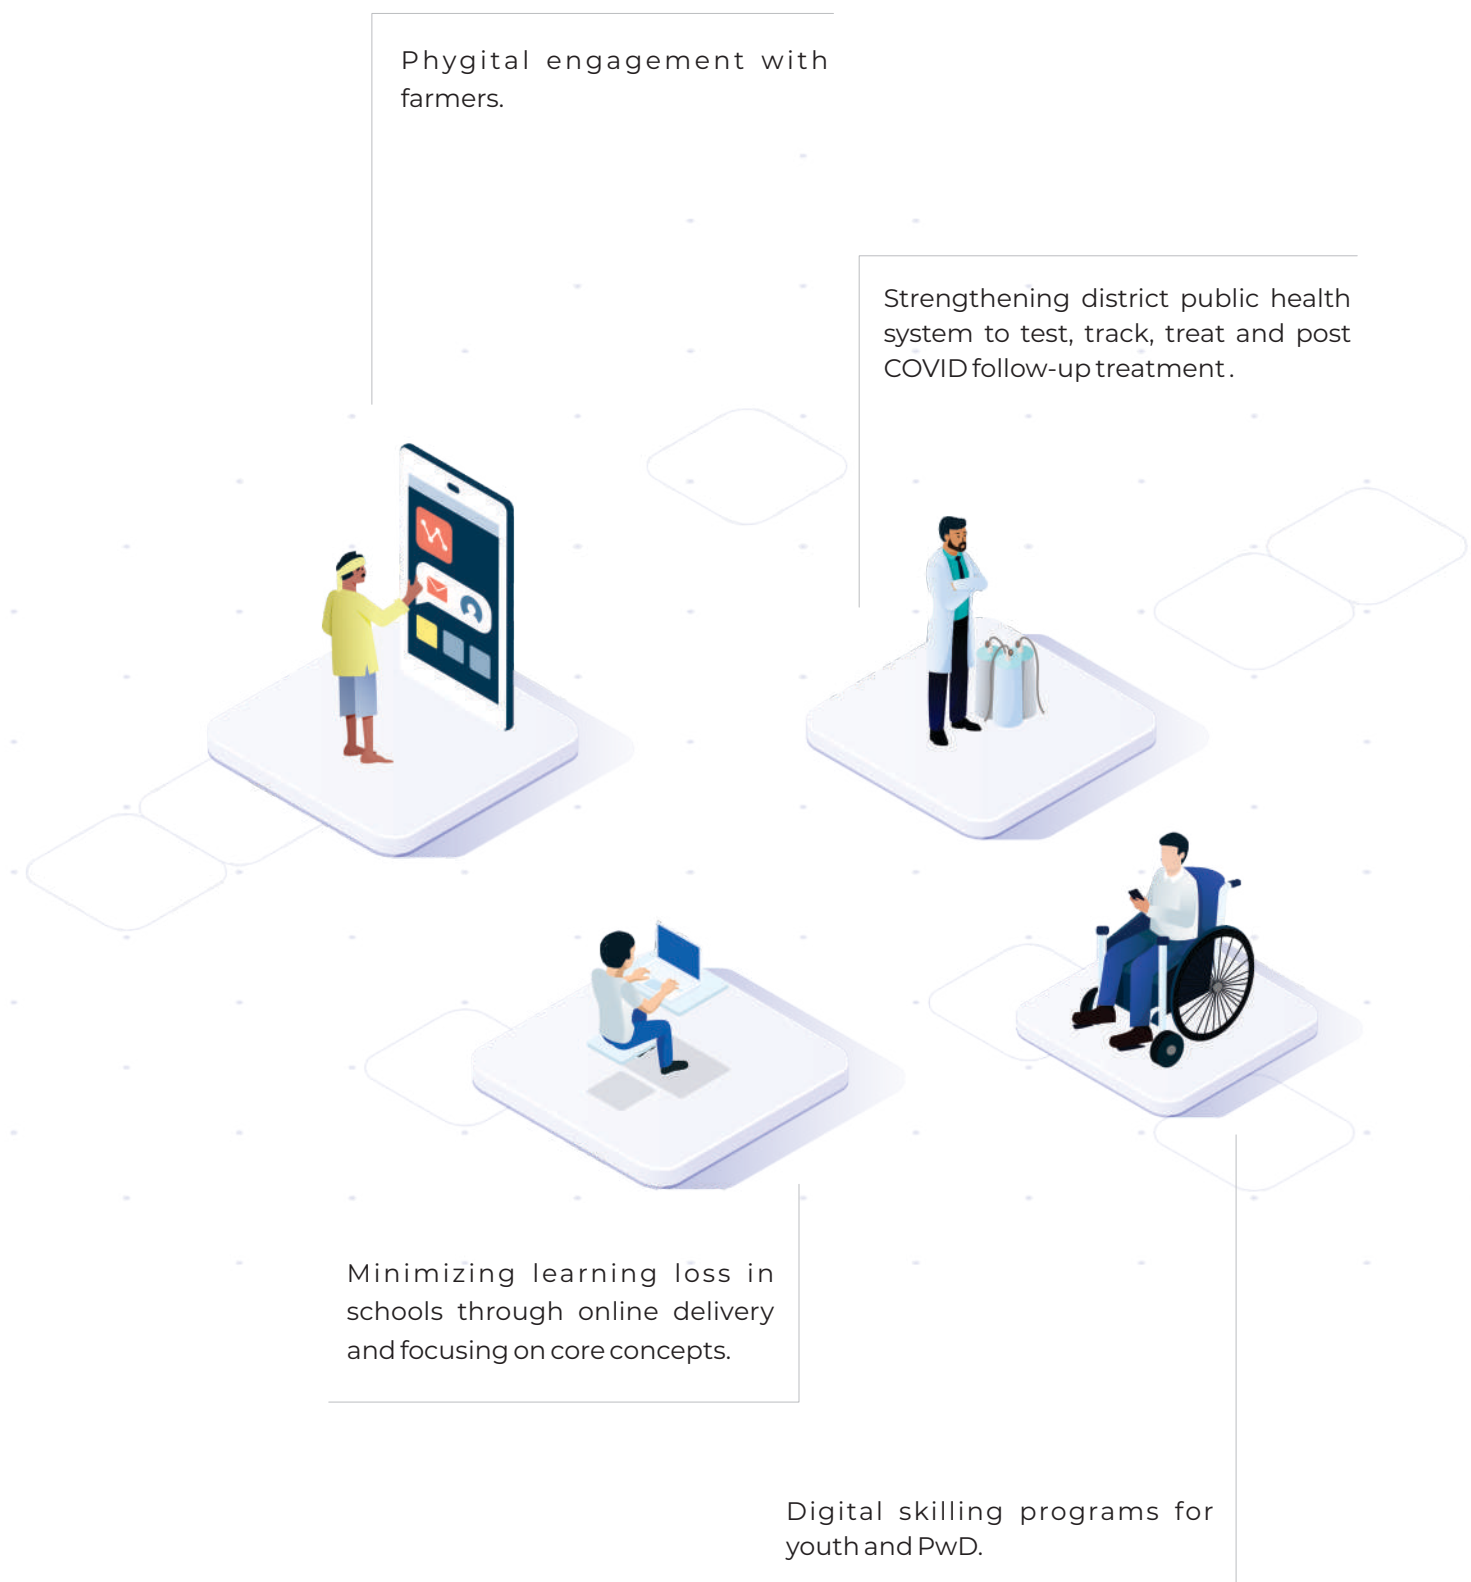 Phygital engagement with
farmers.
Strengthening district public health
system to test, track, treat and post
COVID follow-up treatment .
Minimizing learning loss in
schools through online delivery
and focusing on core concepts.
Digital skilling programs for
youth and PwD.